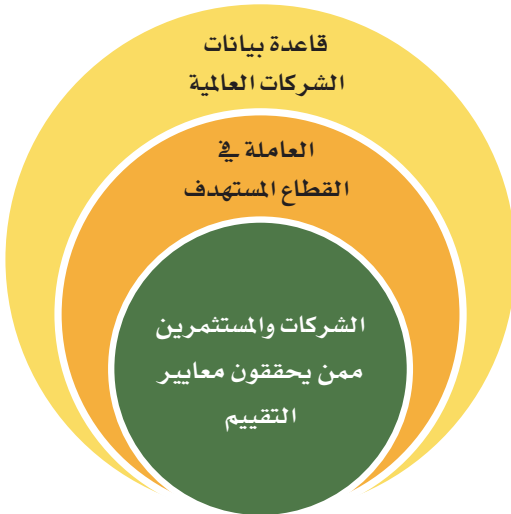 قاعدة بيانات
الشركات العالمية
العاملة في
القطاع المستهدف
الشركات والمستثمرين
ممن يحققون معايير
التقييم